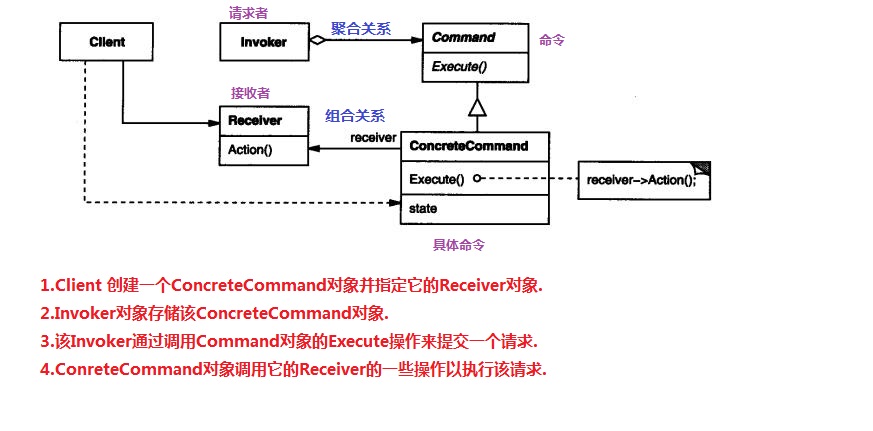 请求者
聚合关系
Client
Invoker
Command
命令
Execute()
接收者
组合关系
Receiver
receiver
Action()
ConcreteCommand
Execute()
receiver->Action();
state
具体命令
1.Client 创建一个ConcreteCommand对象并指定它的Receiver对象.
2.Invoker对象存储该ConcreteCommand对象.
3.该Invoker通过调用Command对象的Execute操作来提交一个请求.
4.ConreteCommand对象调用它的Receiver的一些操作以执行该请求.